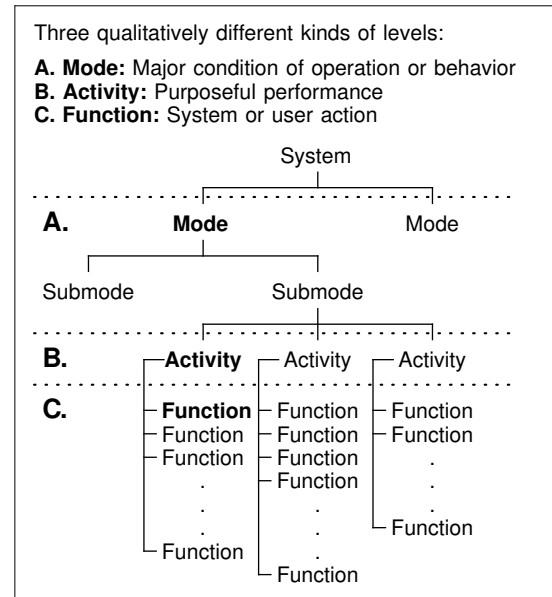 Three qualitatively different kinds of levels:
A. Mode: Major condition of operation or behavior
B. Activity: Purposeful performance
C. Function: System or user action
System
A. Mode Mode
Submode Submode
B. Activity Activity Activity
C.
Function Function Function
Function Function Function
Function Function .
. Function .
. . .
. . Function
Function .
Function